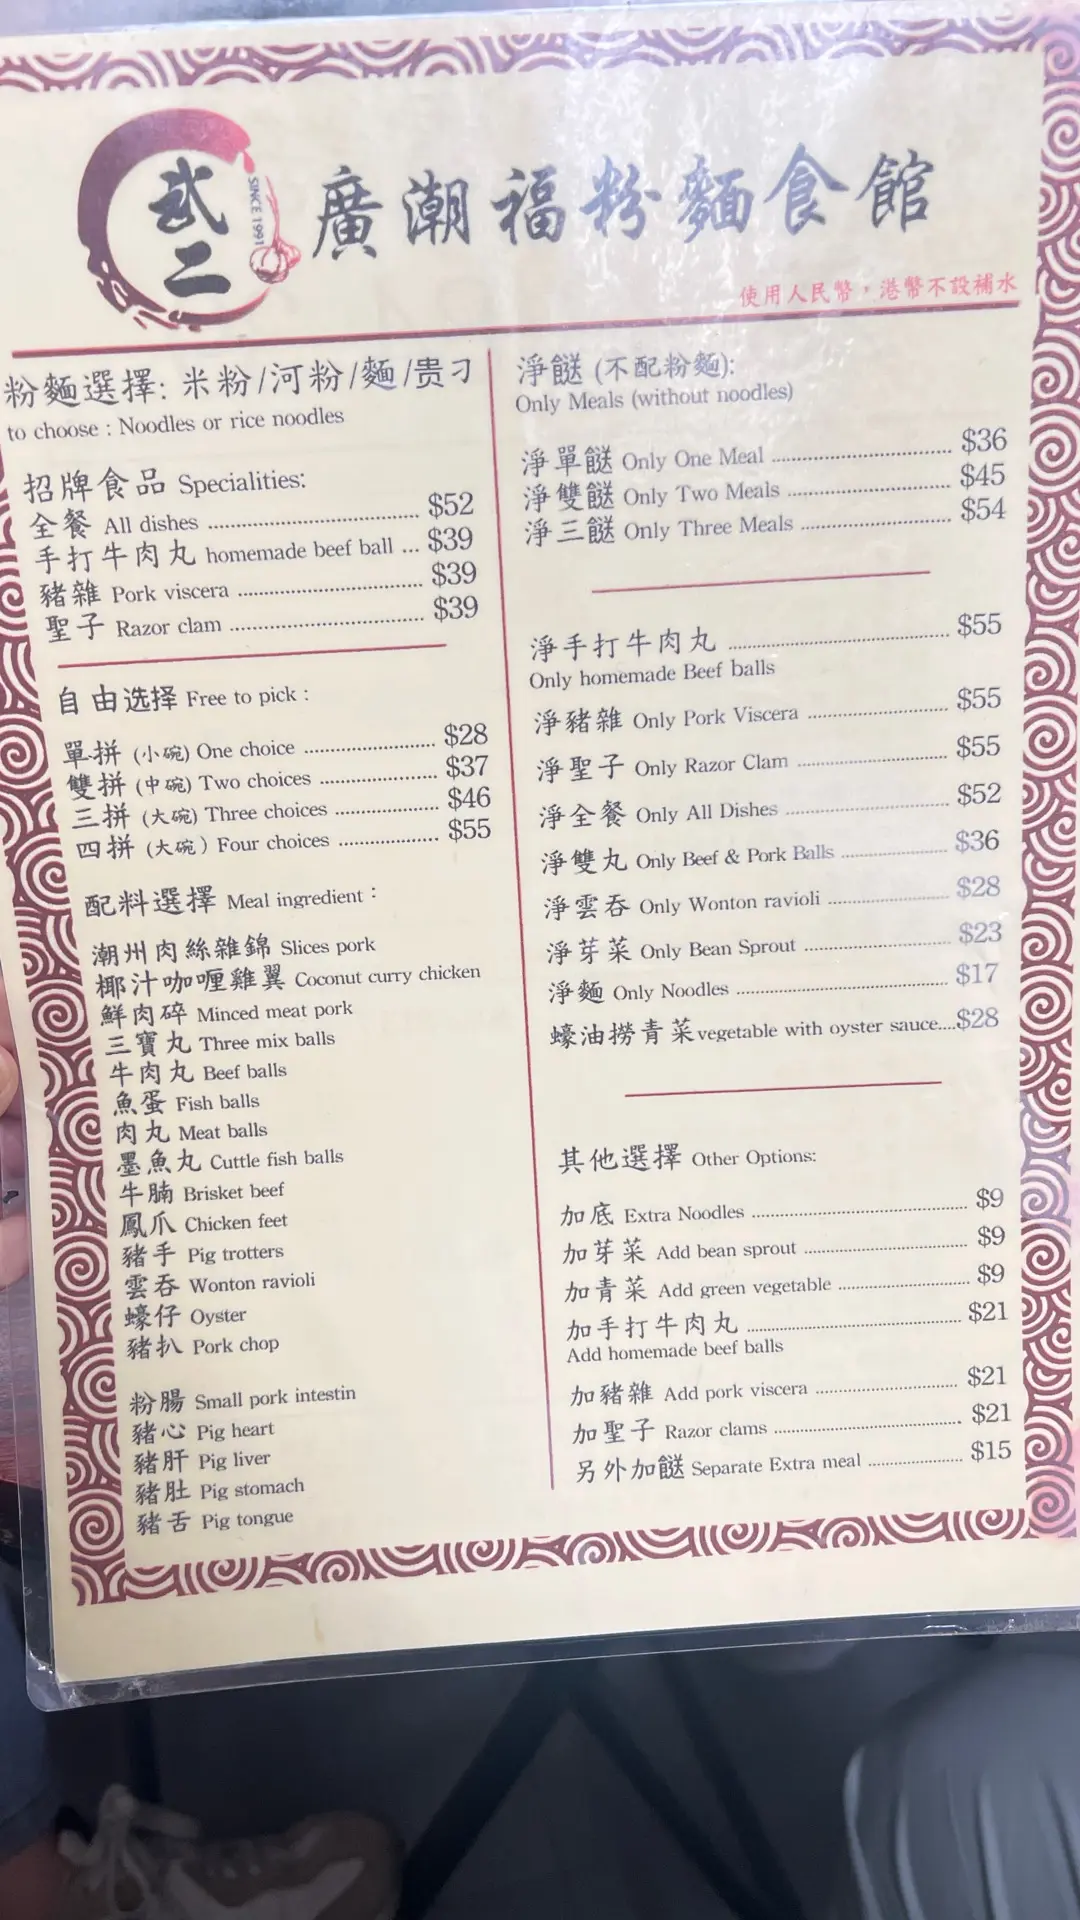 弍二
SINCE 1991
廣潮福粉麵食館
使用人民幣，港幣不設補水
粉麵選擇: 米粉/河粉/麵/贵刁
to choose : Noodles or rice noodles
招牌食品 Specialities:
全餐 All dishes $52
手打牛肉丸 homemade beef ball ... $39
豬雜 Pork viscera $39
聖子 Razor clam $39
自由选择 Free to pick :
單拼 (小碗) One choice $28
雙拼 (中碗) Two choices $37
三拼 (大碗) Three choices $46
四拼 (大碗) Four choices $55
配料選擇 Meal ingredient :
潮州肉絲雜錦 Slices pork
椰汁咖喱雞翼 Coconut curry chicken
鮮肉碎 Minced meat pork
三寶丸 Three mix balls
牛肉丸 Beef balls
魚蛋 Fish balls
肉丸 Meat balls
墨魚丸 Cuttle fish balls
牛腩 Brisket beef
鳳爪 Chicken feet
豬手 Pig trotters
雲吞 Wonton ravioli
蠔仔 Oyster
豬扒 Pork chop
粉腸 Small pork intestin
豬心 Pig heart
豬肝 Pig liver
豬肚 Pig stomach
豬舌 Pig tongue
淨餸 (不配粉麵):
Only Meals (without noodles)
淨單餸 Only One Meal $36
淨雙餸 Only Two Meals $45
淨三餸 Only Three Meals $54
淨手打牛肉丸 $55
Only homemade Beef balls
淨豬雜 Only Pork Viscera $55
淨聖子 Only Razor Clam $55
淨全餐 Only All Dishes $52
淨雙丸 Only Beef & Pork Balls $36
淨雲吞 Only Wonton ravioli $28
淨芽菜 Only Bean Sprout $23
淨麵 Only Noodles $17
蠔油撈青菜 vegetable with oyster sauce....$28
其他選擇 Other Options:
加底 Extra Noodles $9
加芽菜 Add bean sprout $9
加青菜 Add green vegetable $9
加手打牛肉丸 $21
Add homemade beef balls
加豬雜 Add pork viscera $21
加聖子 Razor clams $21
另外加餸 Separate Extra meal $15